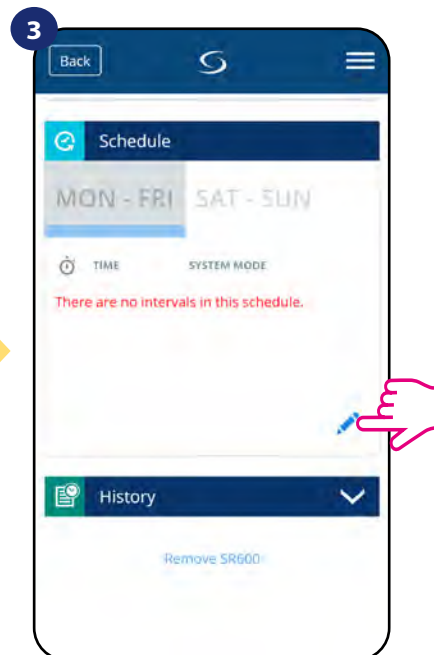 3
Back
Schedule
MON - FRI SAT - SUN
TIME SYSTEM MODE
There are no intervals in this schedule.
History
Remove SR600